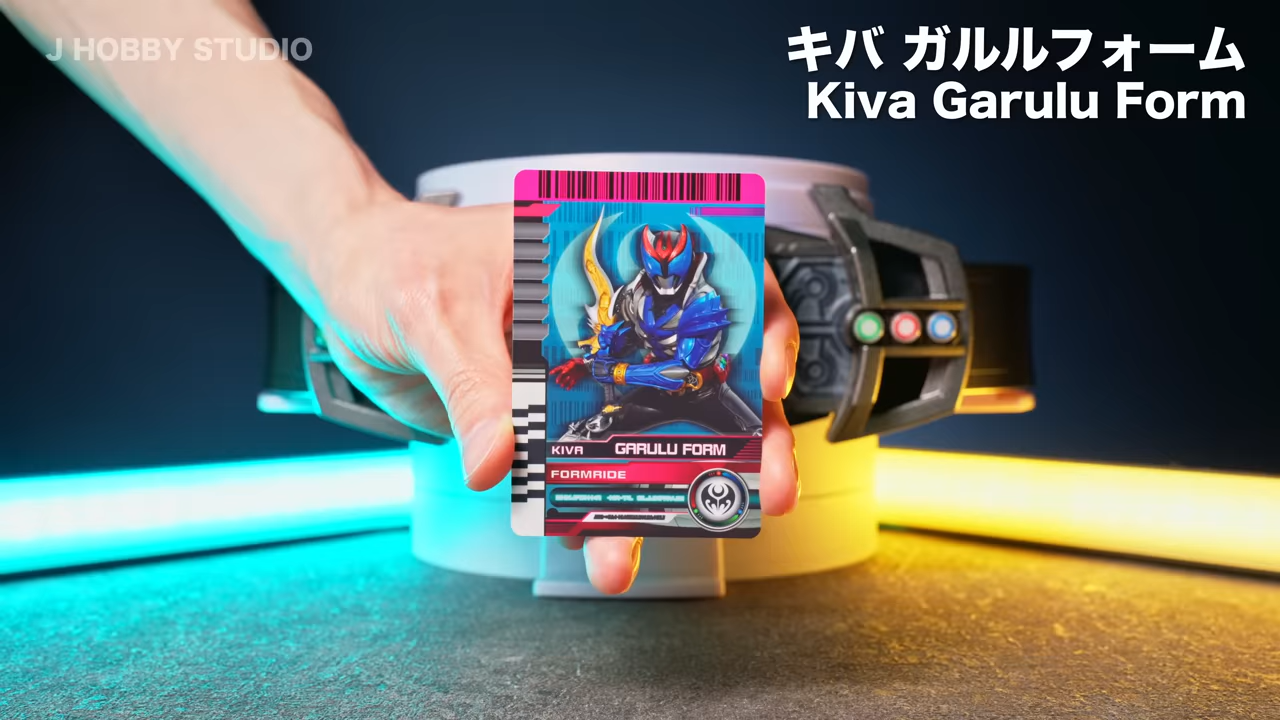 J HOBBY STUDIO
キバ ガルルフォーム
Kiva Garulu Form
KIVA GARULU FORM
FORMRIDE